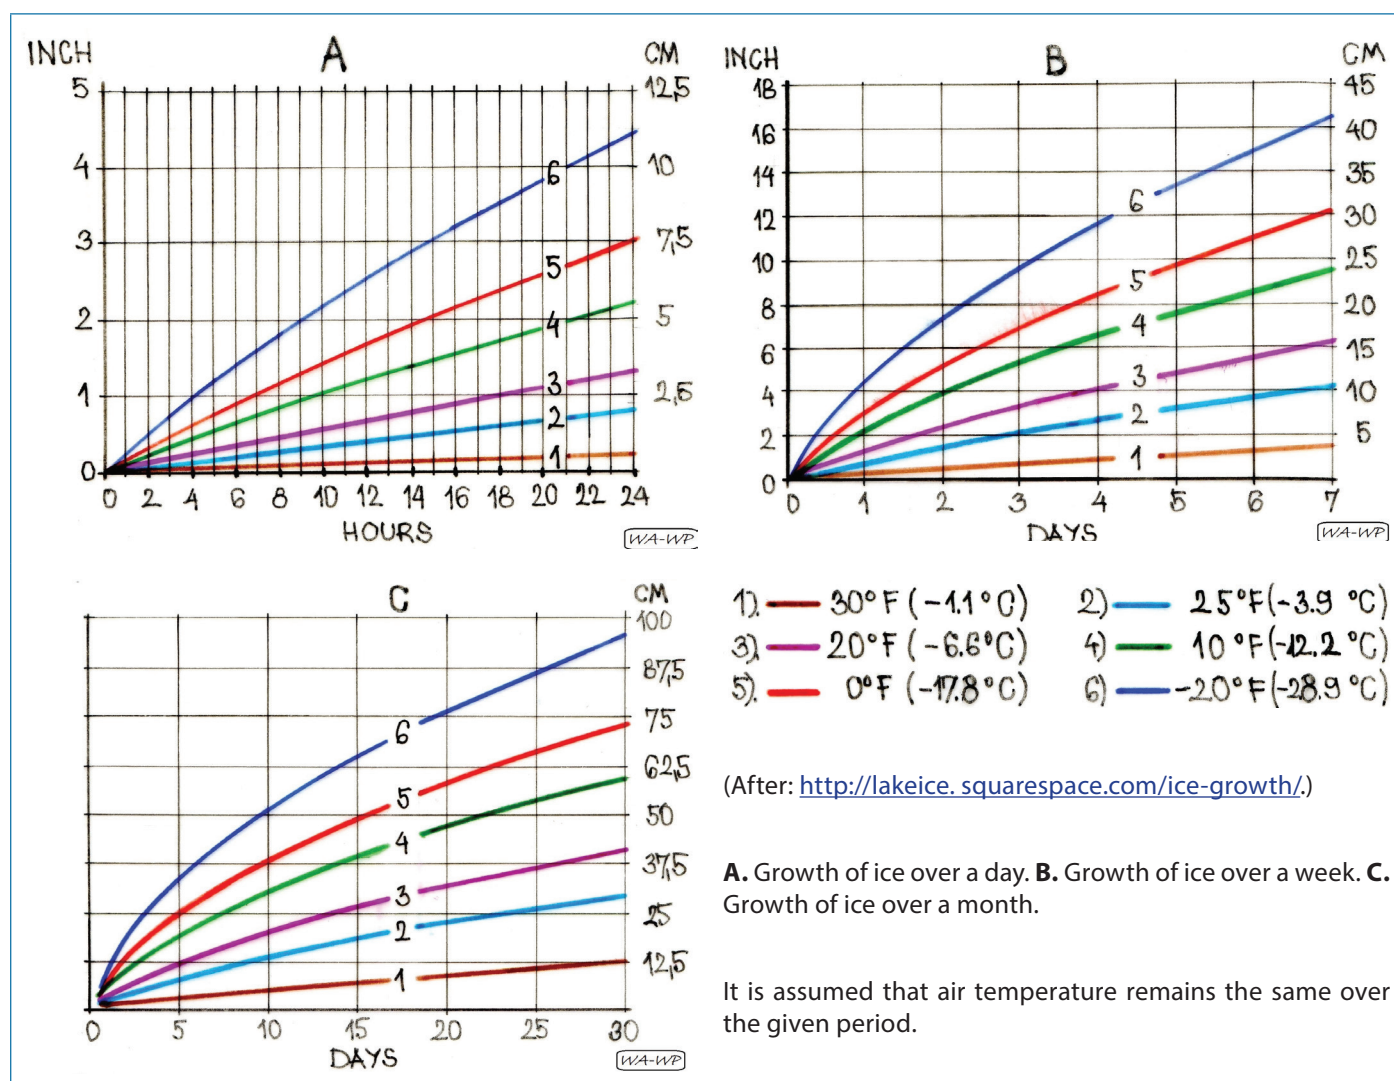 A
INCH
CM
5
4
3
2
1
0
12,5
10
7,5
5
2,5
6
5
4
3
2
1
0 2 4 6 8 10 12 14 16 18 20 22 24
HOURS
WA-WP
B
INCH
CM
18
16
14
12
10
8
6
4
2
0
45
40
35
30
25
20
15
10
5
6
5
4
3
2
1
0 1 2 3 4 5 6 7
DAYS
WA-WP
C
CM
100
87,5
75
62,5
50
37,5
25
12,5
6
5
4
3
2
1
0 5 10 15 20 25 30
DAYS
WA-WP
1). 30°F (-1.1°C) 2) 25°F (-3.9 °C)
3). 20°F (-6.6°C) 4) 10°F (-12.2 °C)
5). 0°F (-17.8°C) 6) -20°F (-28.9 °C)
(After: http://lakeice. squarespace.com/ice-growth/.)
A. Growth of ice over a day. B. Growth of ice over a week. C.
Growth of ice over a month.
It is assumed that air temperature remains the same over
the given period.